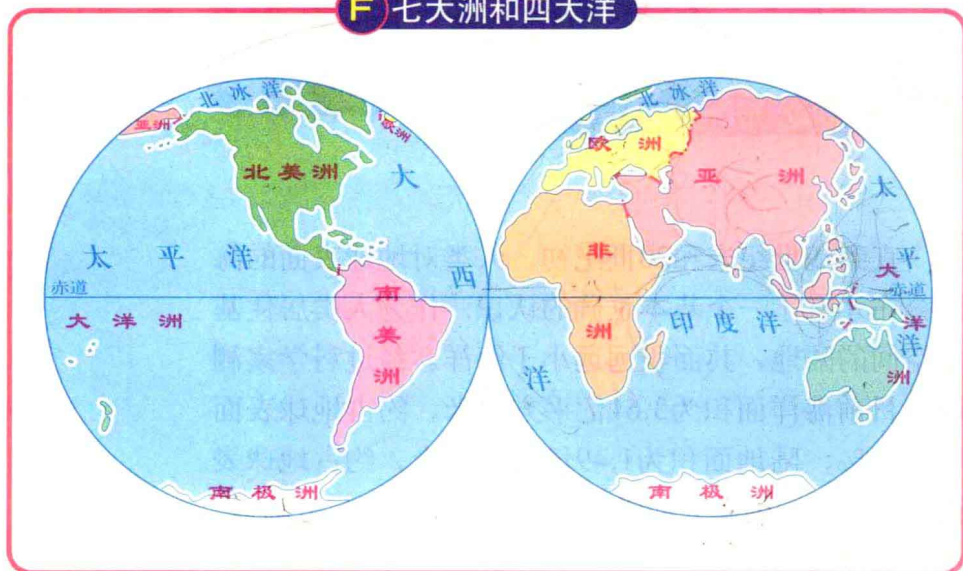 F 七大洲和四大洋
北冰洋
亚洲
欧洲
北美洲
大
太平洋
西
赤道
南美洲
大洋洲
南极洲
北冰洋
欧洲
亚洲
太
非洲
平
大洋洲
赤道
印度洋
洋
洋
南极洲